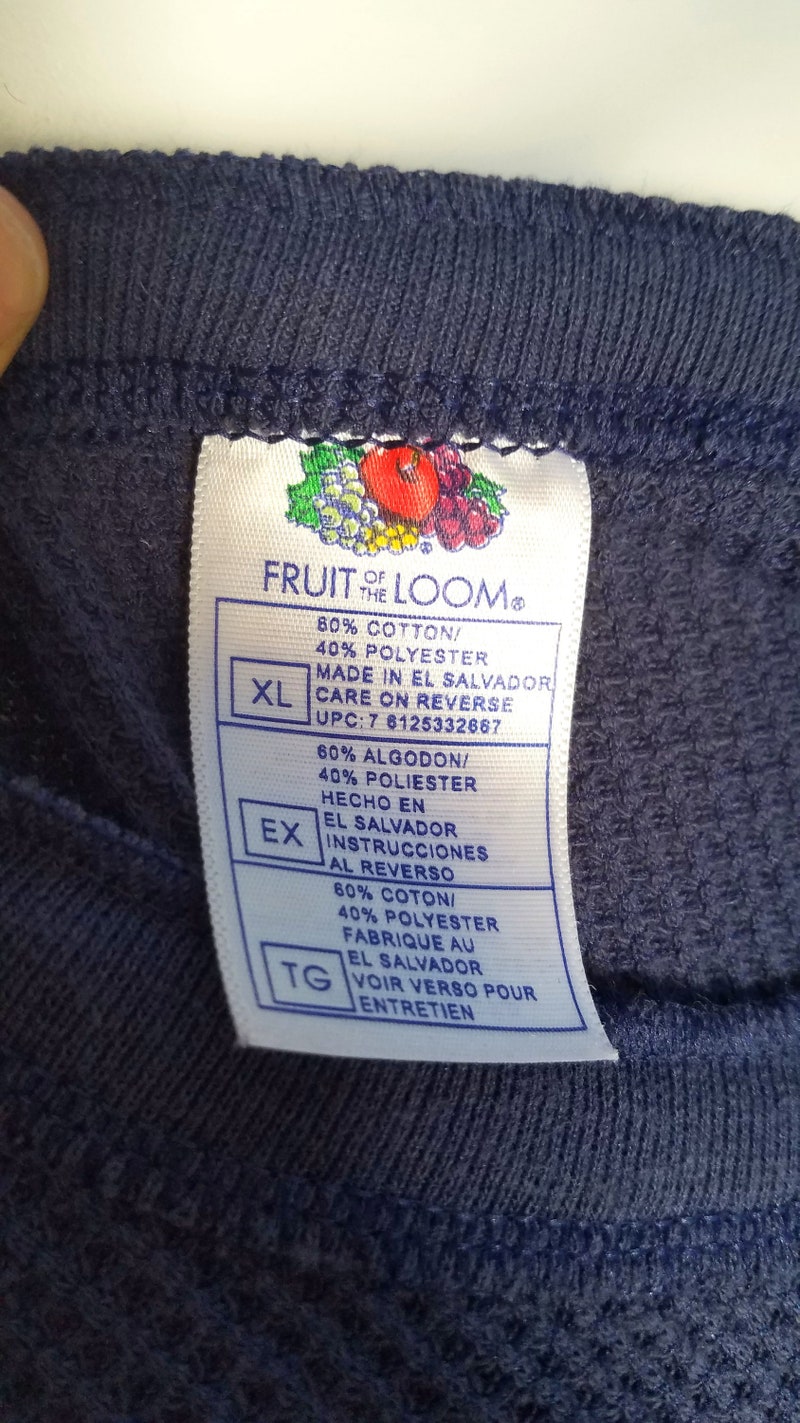 FRUIT OF THE LOOM®
60% COTTON/
40% POLYESTER
XL
MADE IN EL SALVADOR
CARE ON REVERSE
UPC: 7 6125332667
60% ALGODON/
40% POLIESTER
HECHO EN
EX
EL SALVADOR
INSTRUCCIONES
AL REVERSO
60% COTON/
40% POLYESTER
FABRIQUE AU
TG
EL SALVADOR
VOIR VERSO POUR
ENTRETIEN